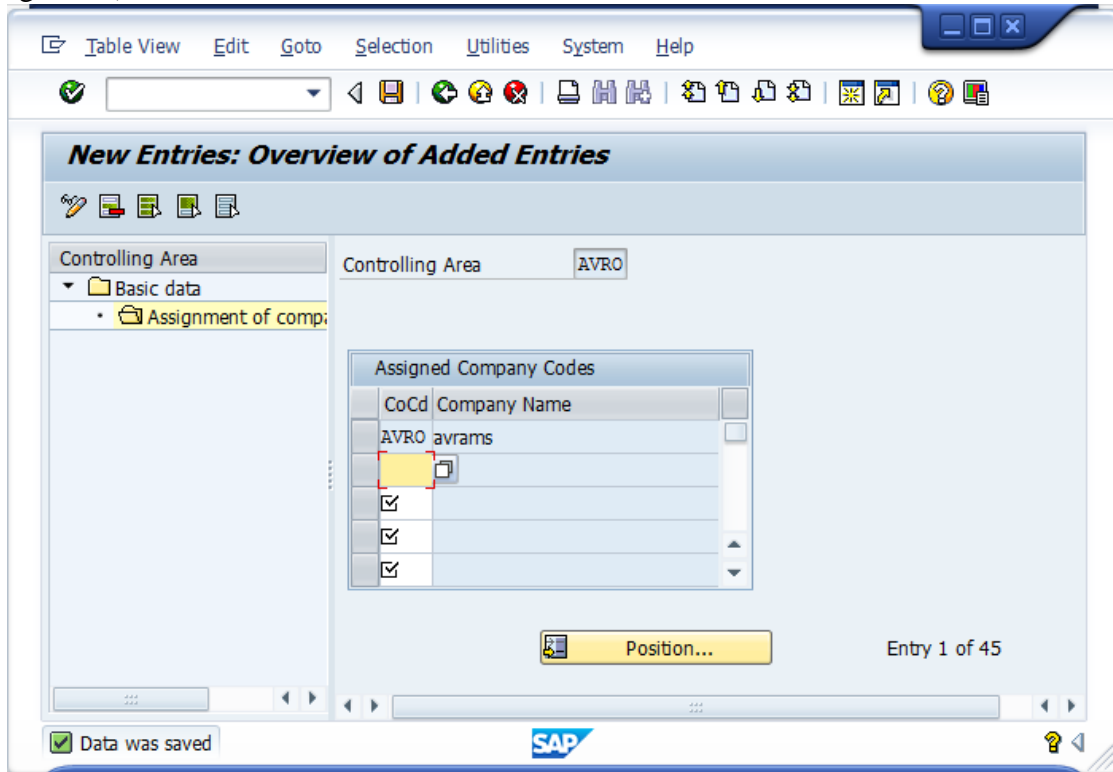 Table View Edit Goto Selection Utilities System Help
New Entries: Overview of Added Entries
Controlling Area
Basic data
Assignment of compa
Controlling Area AVRO
Assigned Company Codes
CoCd Company Name
AVRO avrams
Position...
Entry 1 of 45
Data was saved
SAP